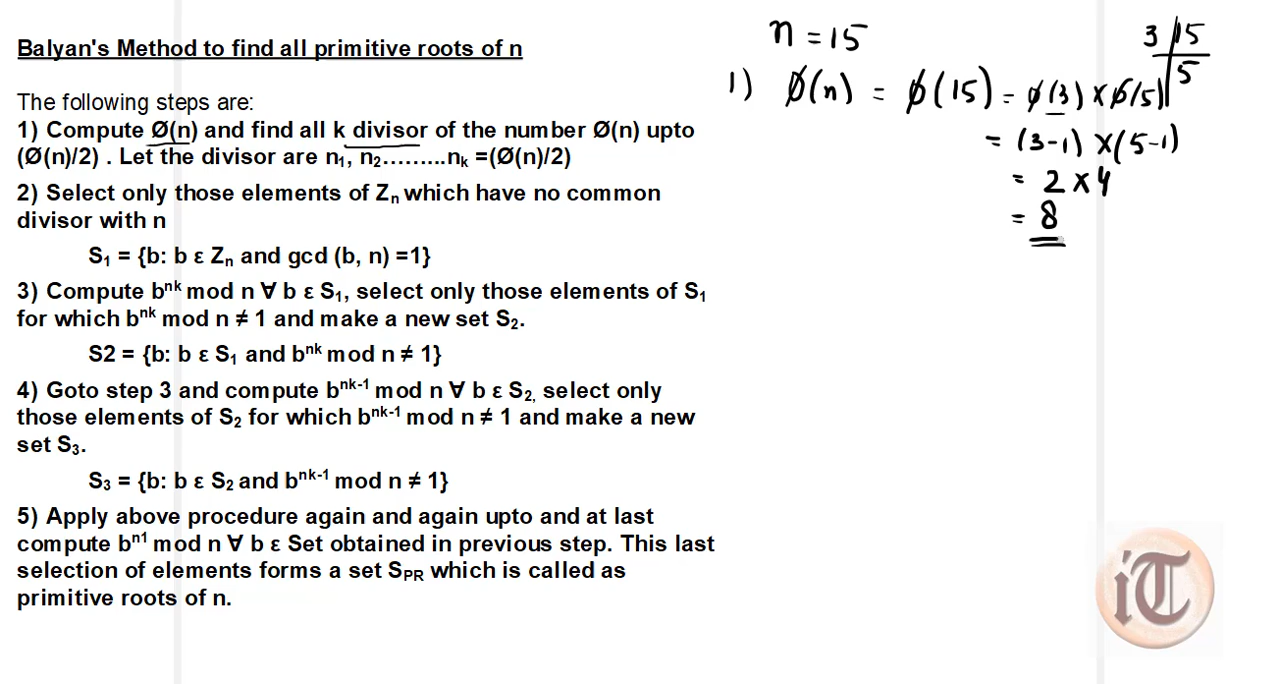 Balyan's Method to find all primitive roots of n
The following steps are:
1) Compute Ø(n) and find all k divisor of the number Ø(n) upto
(Ø(n)/2) . Let the divisor are n₁, n₂.........nₖ =(Ø(n)/2)
2) Select only those elements of Zₙ which have no common
divisor with n
S₁ = {b: b ε Zₙ and gcd (b, n) =1}
3) Compute b^nk mod n ∀ b ε S₁, select only those elements of S₁
for which b^nk mod n ≠ 1 and make a new set S₂.
S2 = {b: b ε S₁ and b^nk mod n ≠ 1}
4) Goto step 3 and compute b^nk-1 mod n ∀ b ε S₂, select only
those elements of S₂ for which b^nk-1 mod n ≠ 1 and make a new
set S₃.
S₃ = {b: b ε S₂ and b^nk-1 mod n ≠ 1}
5) Apply above procedure again and again upto and at last
compute b^n1 mod n ∀ b ε Set obtained in previous step. This last
selection of elements forms a set S_PR which is called as
primitive roots of n.
n = 15
3 | 15
5
1) Ø(n) = Ø(15) = Ø(3) × Ø(5)
= (3-1) × (5-1)
= 2 × 4
= 8
iT